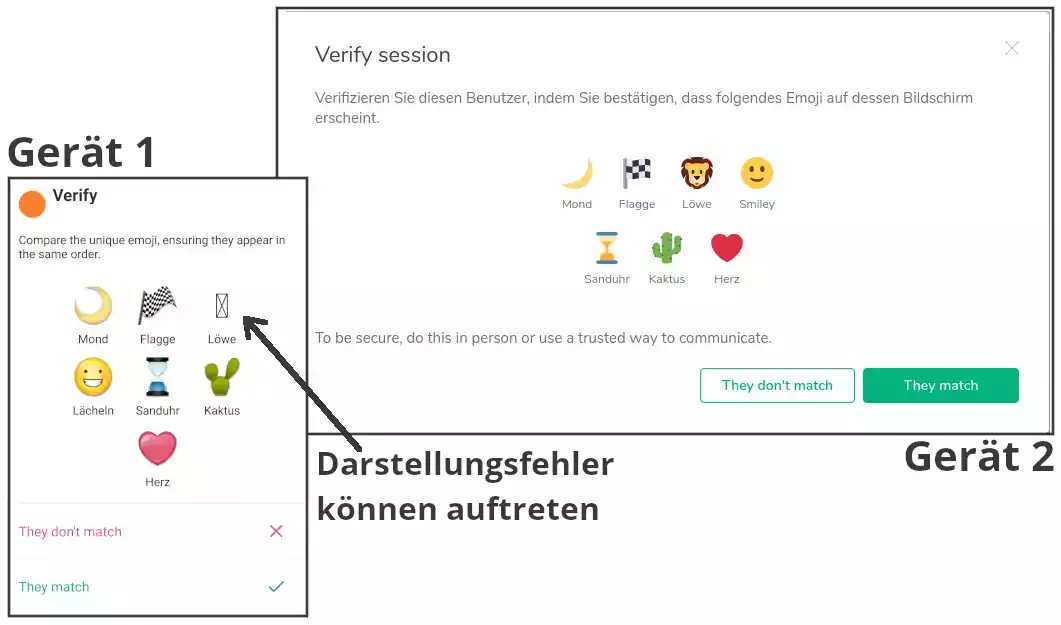 Gerät 1
Verify
Compare the unique emoji, ensuring they appear in
the same order.
Mond Flagge Löwe
Lächeln Sanduhr Kaktus
Herz
They don't match
They match
Verify session
Verifizieren Sie diesen Benutzer, indem Sie bestätigen, dass folgendes Emoji auf dessen Bildschirm
erscheint.
Mond Flagge Löwe Smiley
Sanduhr Kaktus Herz
To be secure, do this in person or use a trusted way to communicate.
They don't match They match
Gerät 2
Darstellungsfehler
können auftreten